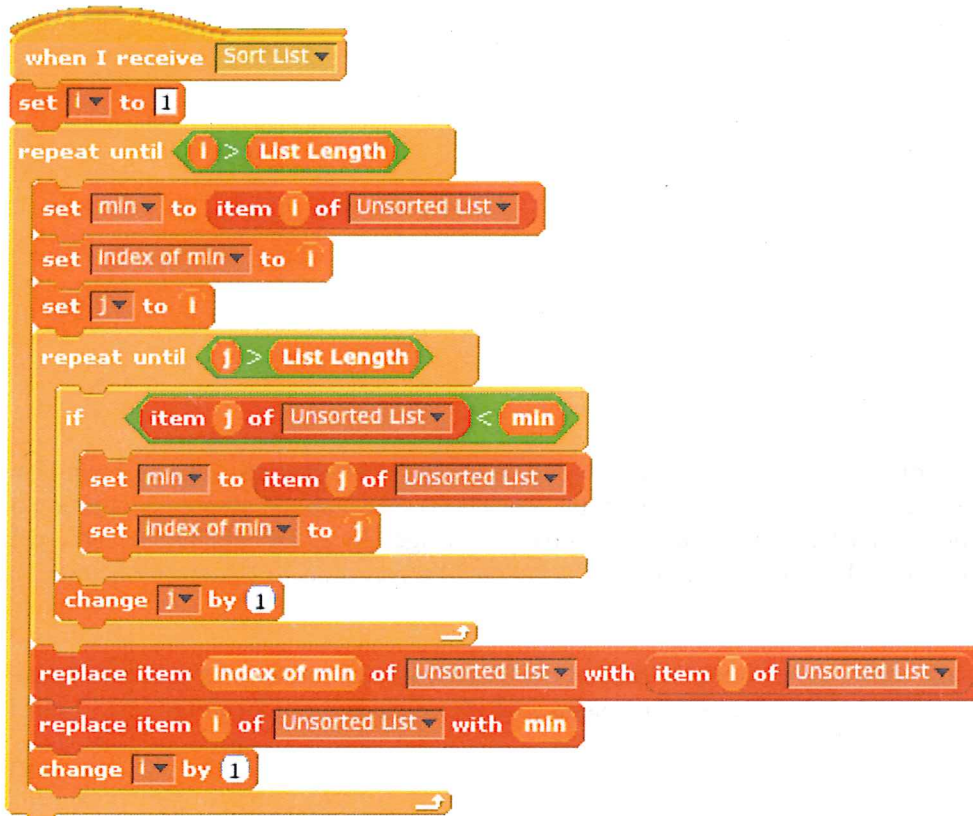 when I receive Sort List
set i to 1
repeat until i > List Length
set min to item i of Unsorted List
set index of min to i
set j to i
repeat until j > List Length
if item j of Unsorted List < min
set min to item j of Unsorted List
set index of min to j
change j by 1
replace item index of min of Unsorted List with item i of Unsorted List
replace item i of Unsorted List with min
change i by 1